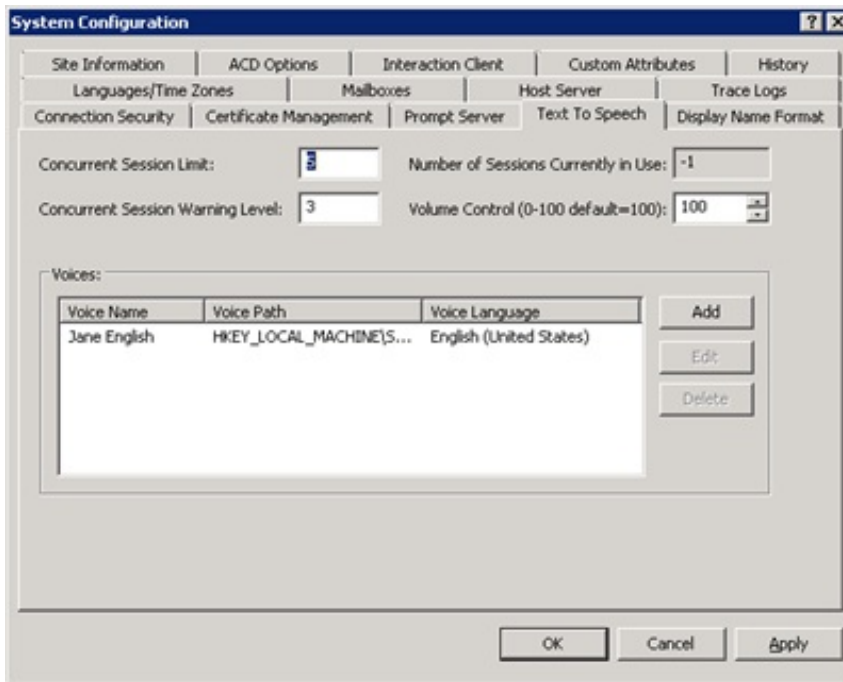 System Configuration
Site Information ACD Options Interaction Client Custom Attributes History
Languages/Time Zones Mailboxes Host Server Trace Logs
Connection Security Certificate Management Prompt Server Text To Speech Display Name Format
Concurrent Session Limit: 5 Number of Sessions Currently in Use: -1
Concurrent Session Warning Level: 3 Volume Control (0-100 default=100): 100
Voices:
Voice Name Voice Path Voice Language Add
Jane English HKEY_LOCAL_MACHINE\S... English (United States)
Edit
Delete
OK Cancel Apply